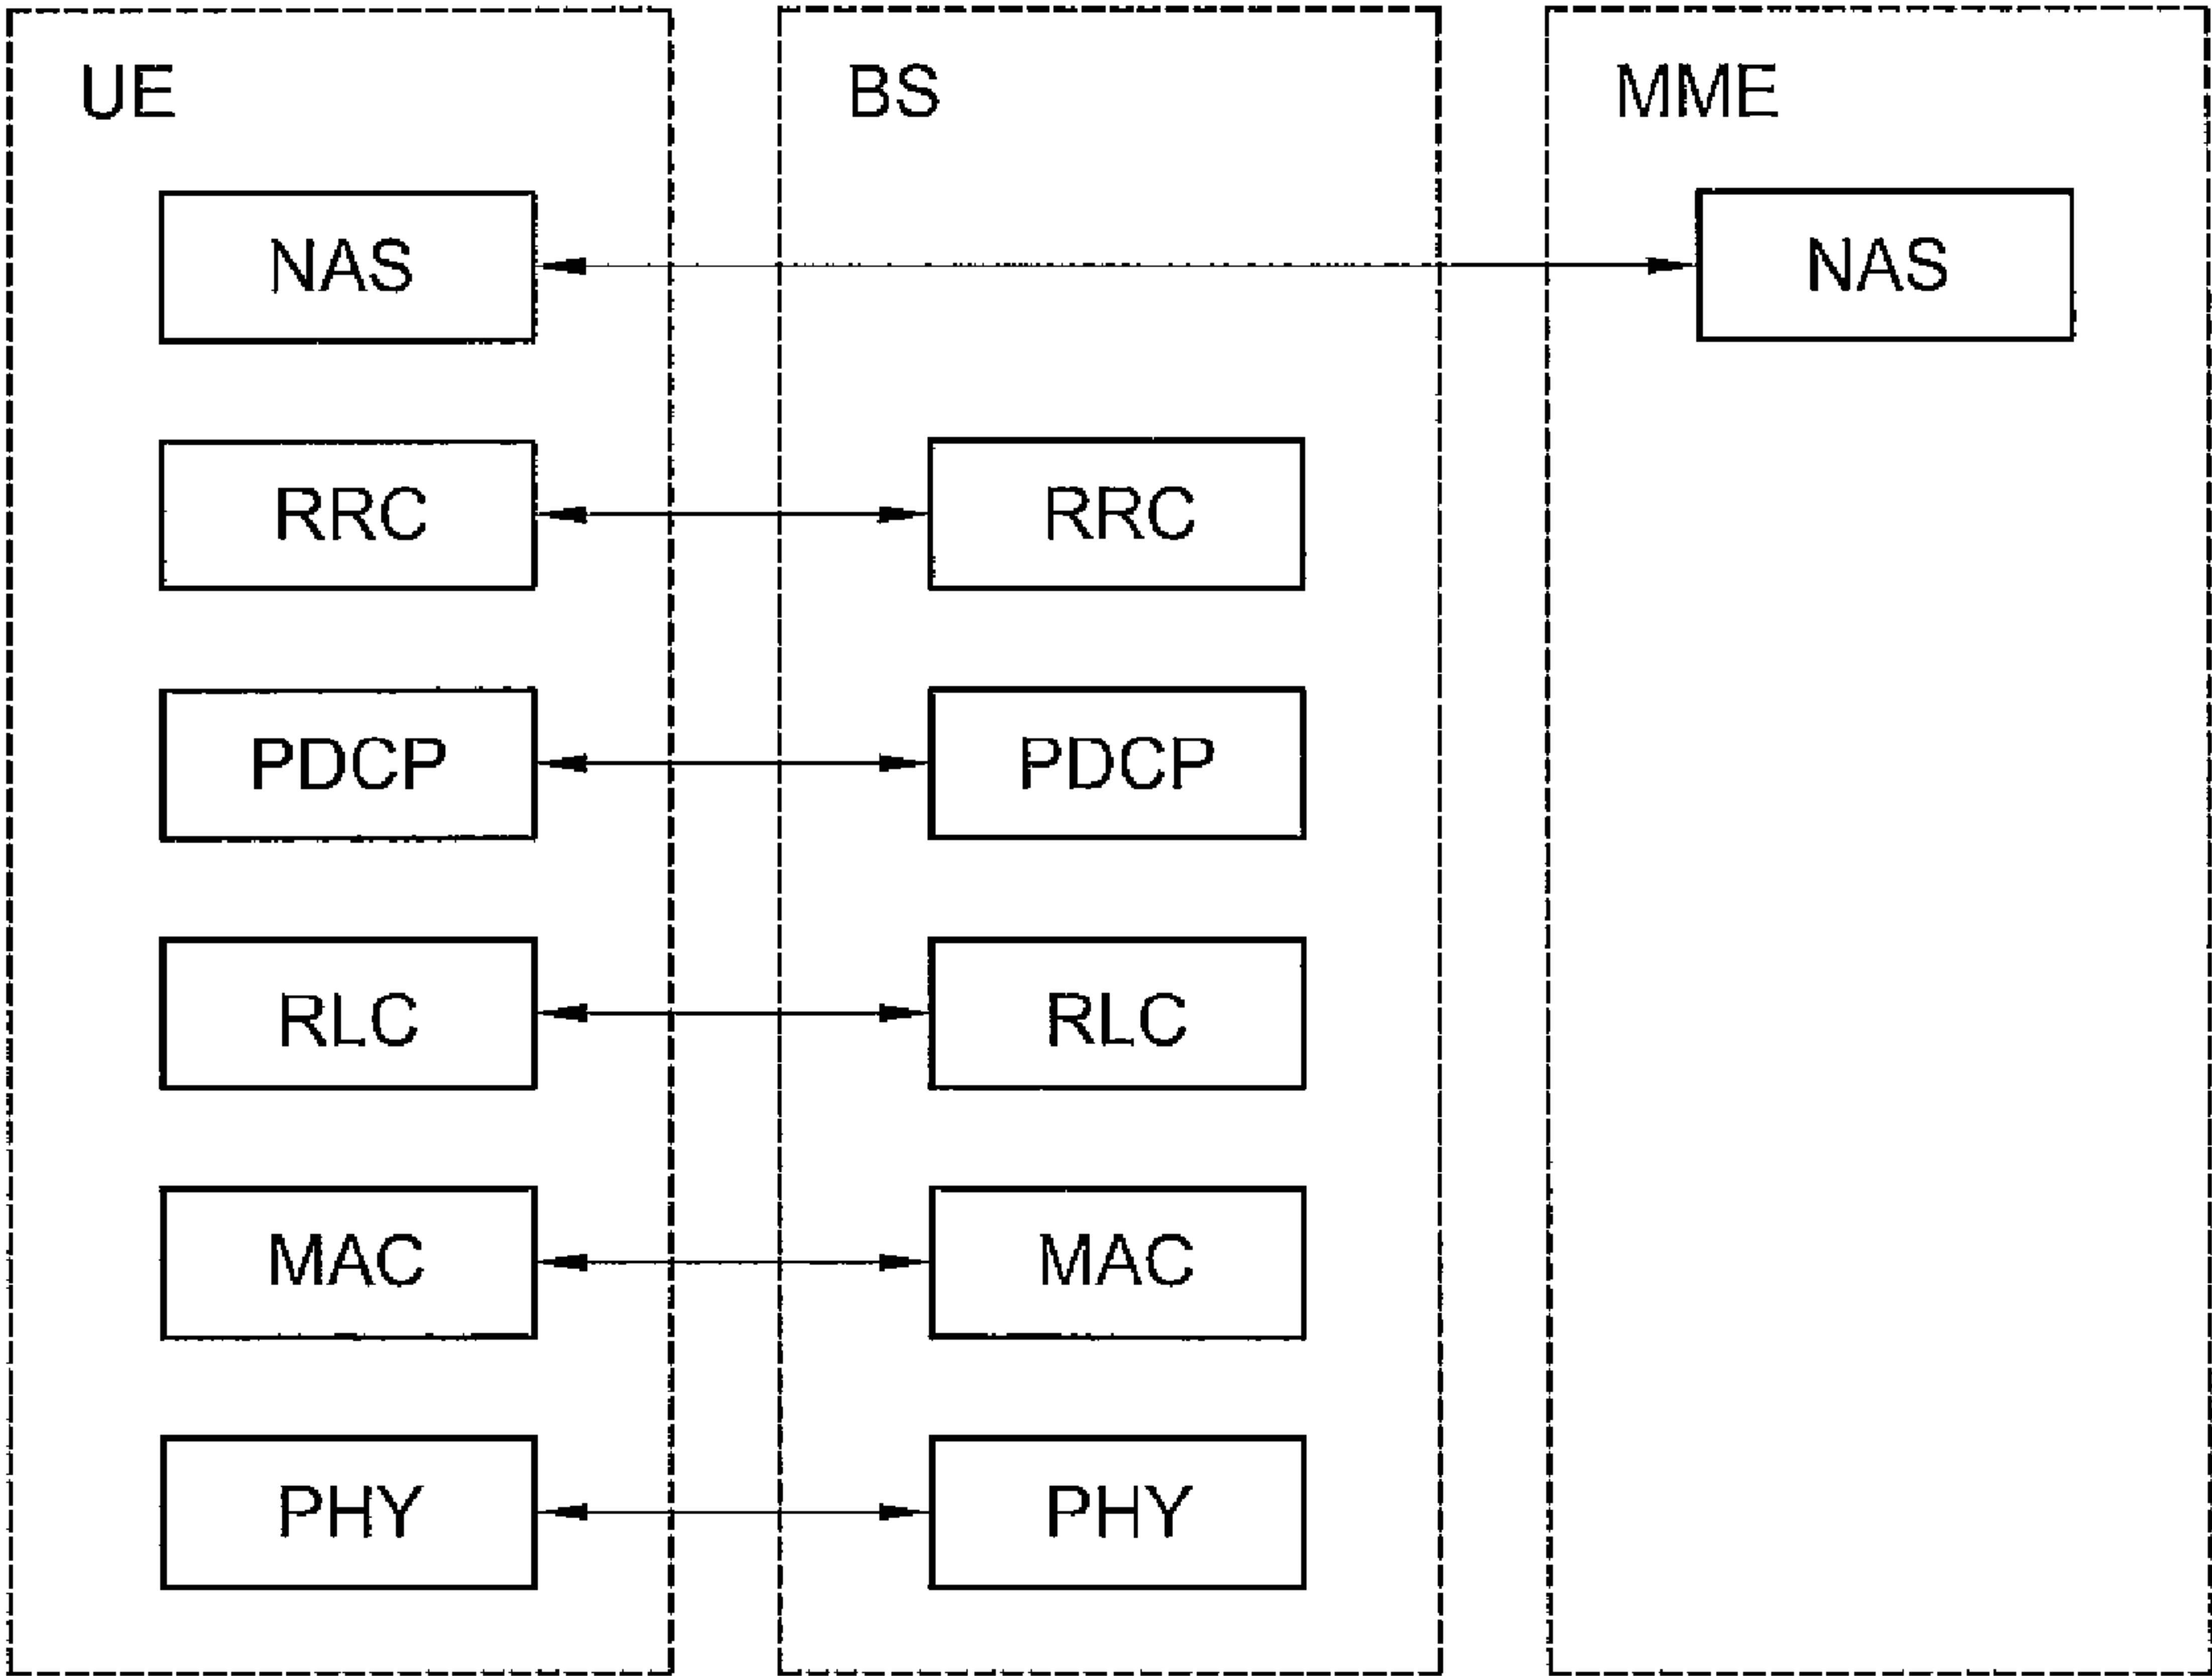 UE BS MME
NAS NAS
RRC RRC
PDCP PDCP
RLC RLC
MAC MAC
PHY PHY